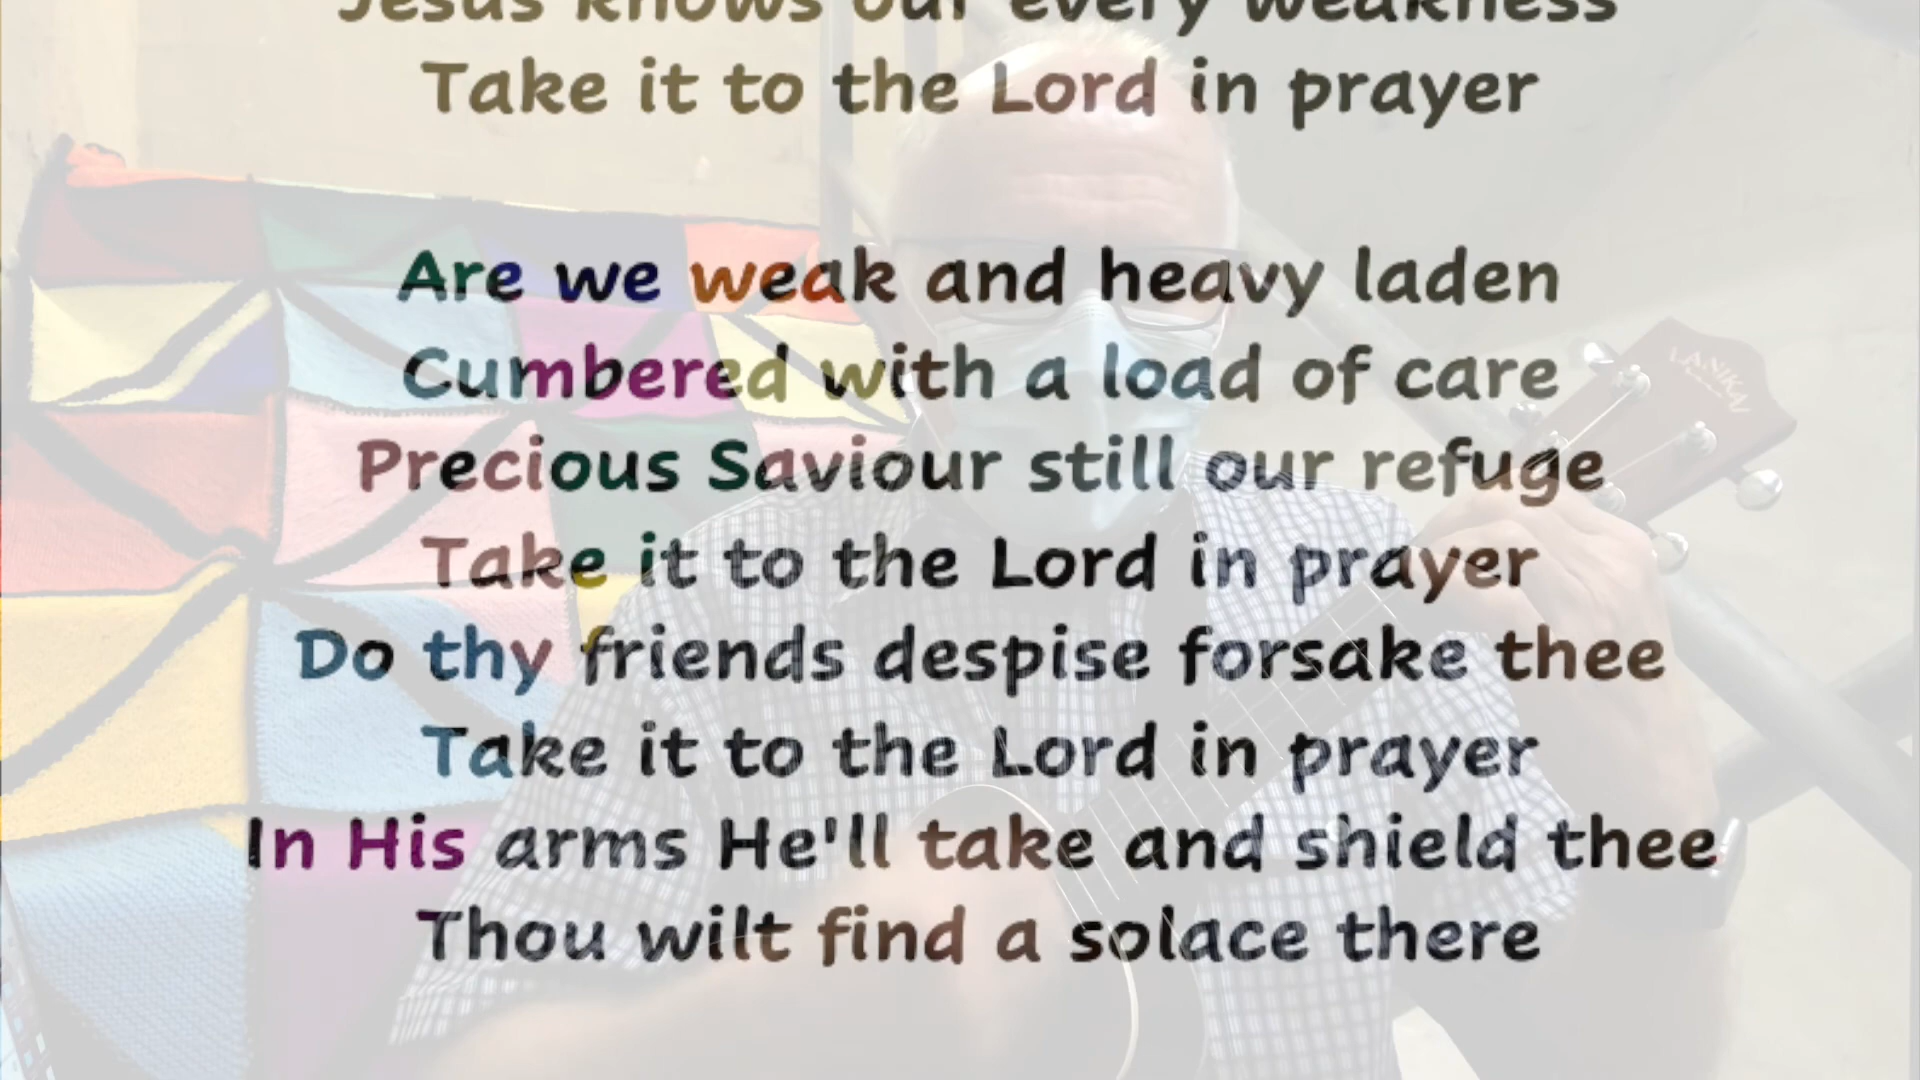 Jesus knows our every weakness
Take it to the Lord in prayer
Are we weak and heavy laden
Cumbered with a load of care
Precious Saviour still our refuge
Take it to the Lord in prayer
Do thy friends despise forsake thee
Take it to the Lord in prayer
In His arms He'll take and shield thee
Thou wilt find a solace there
LANIKAI